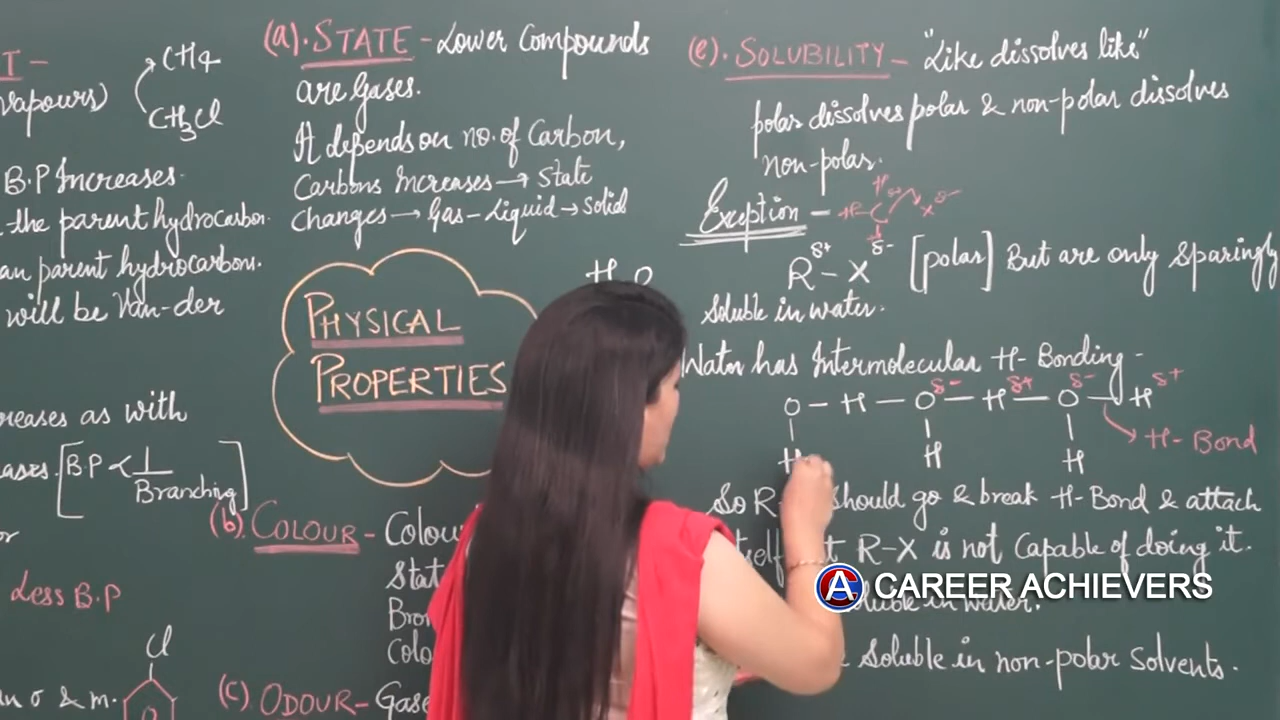 T -
Vapours)
CH4
CH3Cl
B.P Increases.
the parent hydrocarbon.
an parent hydrocarbon.
will be Van-der
reases as with
ases. [B.P ∝ 1/Branching]
or
Less B.P
Cl
an o & m.
(a). STATE - Lower Compounds
are Gases.
It depends on no. of Carbon,
Carbons Increases → State
Changes → Gas - Liquid → Solid
PHYSICAL
PROPERTIES
H O
(b). COLOUR - Colou
Stat
Bro
Colo
(c) ODOUR - Gase
(e). SOLUBILITY - "Like dissolves like"
polar dissolves polar & non-polar dissolves
non-polar.
Exception -
H
H C δ+ X δ-
δ+ δ-
R - X [polar] But are only Sparingly
Soluble in water.
Water has Intermolecular H-Bonding -
δ- δ+ δ- δ+
O - H - O - H - O - H
H H H
H-Bond
So R- should go & break H-Bond & attach
tself t R-X is not Capable of doing it.
oluble in water.
Soluble in non-polar Solvents.
CAREER ACHIEVERS